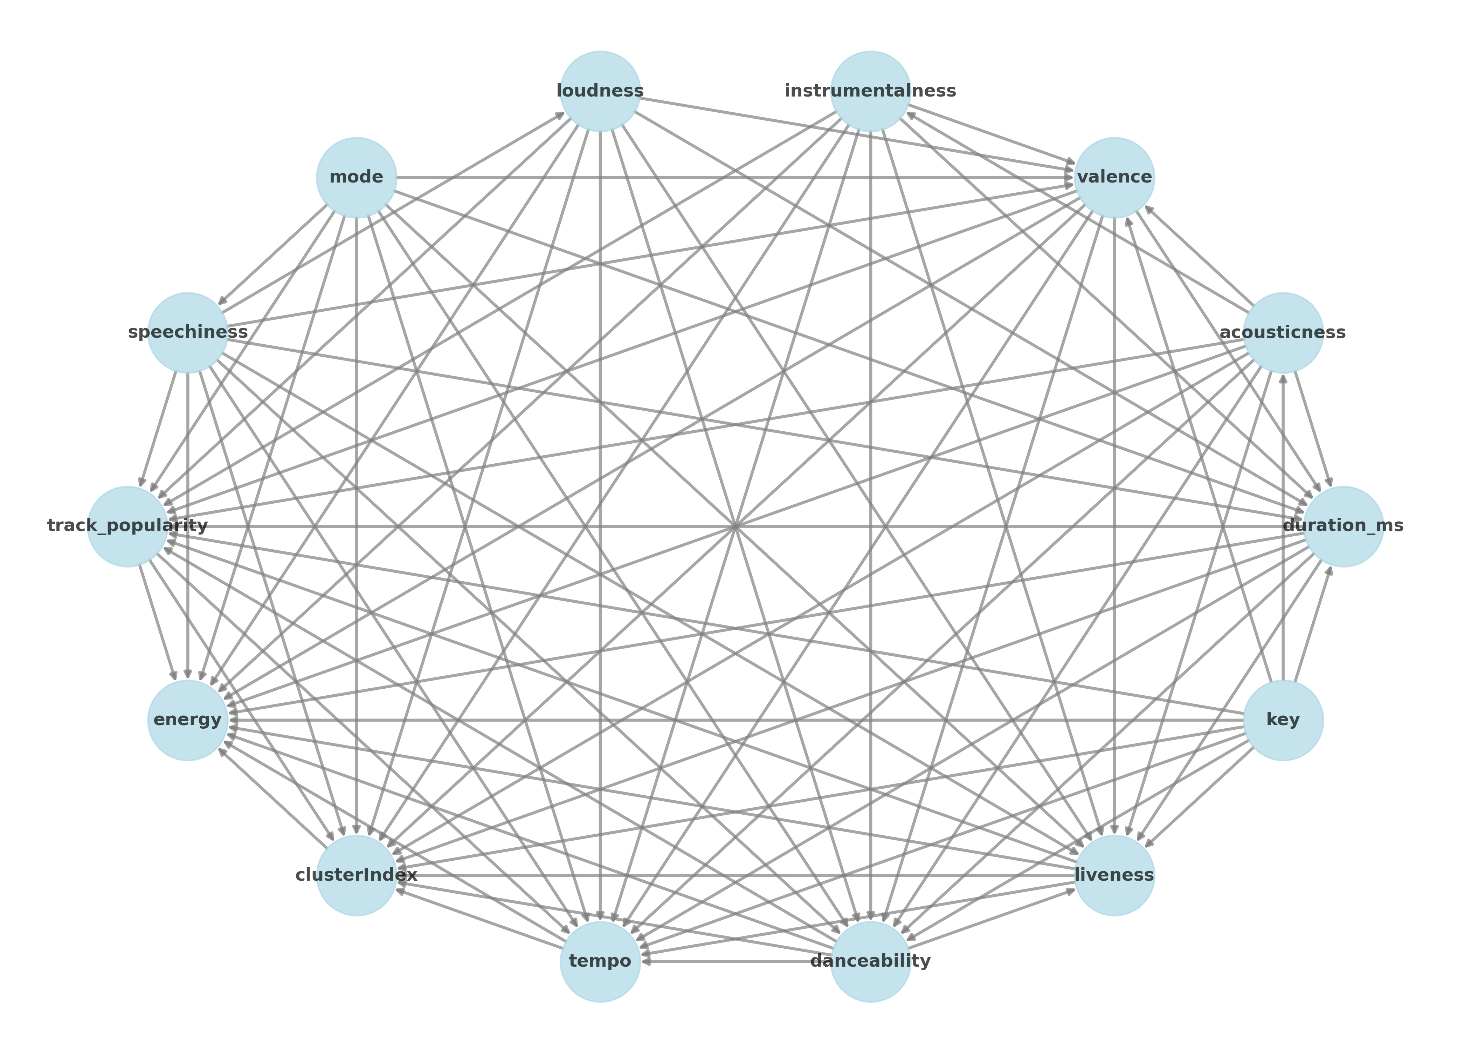 loudness
instrumentalness
mode
valence
speechiness
acousticness
track_popularity
duration_ms
energy
key
clusterIndex
liveness
tempo
danceability